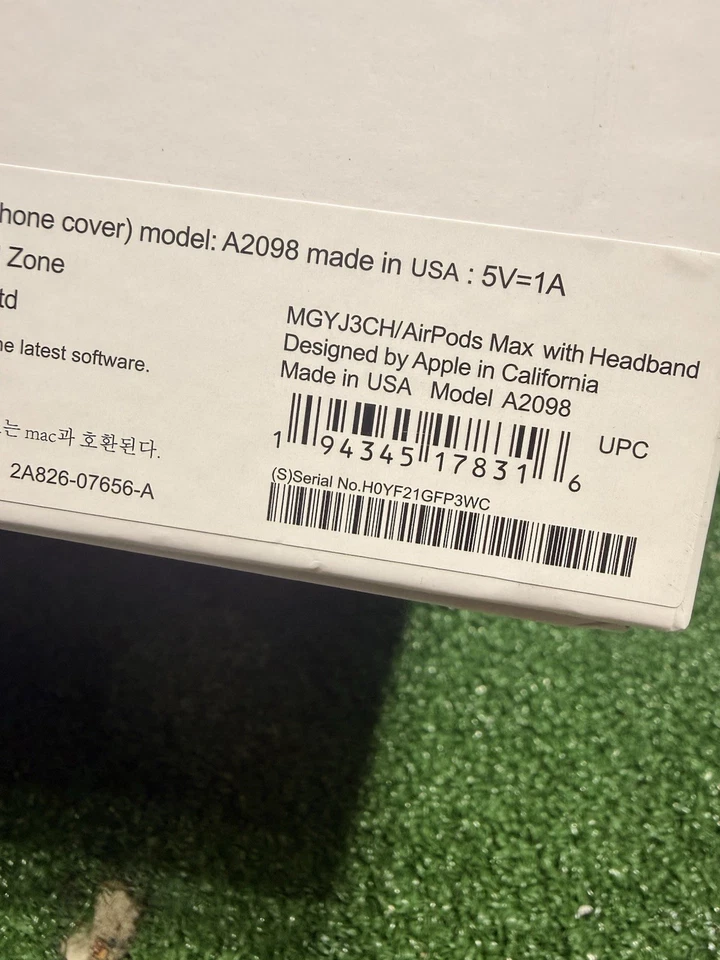 hone cover) model: A2098 made in USA : 5V=1A
Zone
td
e latest software.
는 mac과 호환된다.
2A826-07656-A
MGYJ3CH/AirPods Max with Headband
Designed by Apple in California
Made in USA Model A2098
1 94345 17831 6
UPC
(S)Serial No.H0YF21GFP3WC